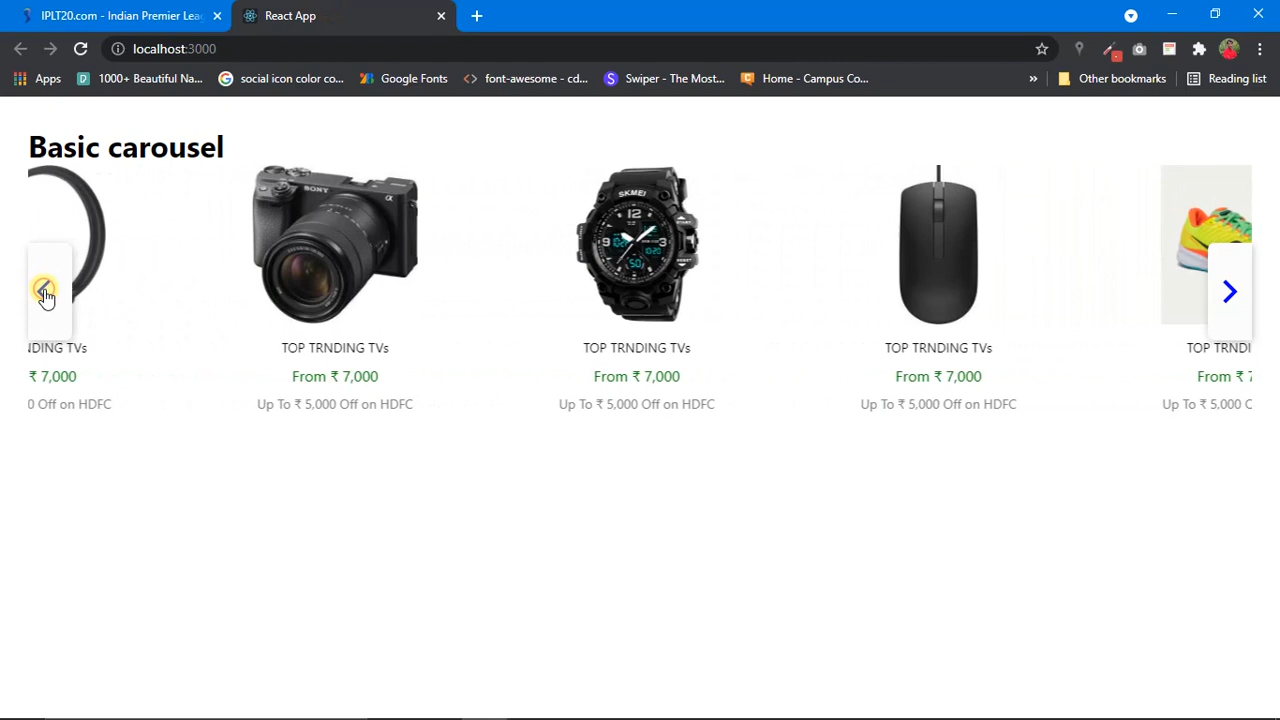 IPLT20.com - Indian Premier Leag
React App
localhost:3000
Apps
1000+ Beautiful Na...
social icon color co...
Google Fonts
font-awesome - cd...
Swiper - The Most...
Home - Campus Co...
»
Other bookmarks
Reading list
Basic carousel
SONY
α
SKMEI
NDING TVs
TOP TRNDING TVs
TOP TRNDING TVs
TOP TRNDING TVs
TOP TRNDI
₹ 7,000
From ₹ 7,000
From ₹ 7,000
From ₹ 7,000
From ₹ 7
0 Off on HDFC
Up To ₹ 5,000 Off on HDFC
Up To ₹ 5,000 Off on HDFC
Up To ₹ 5,000 Off on HDFC
Up To ₹ 5,000 O